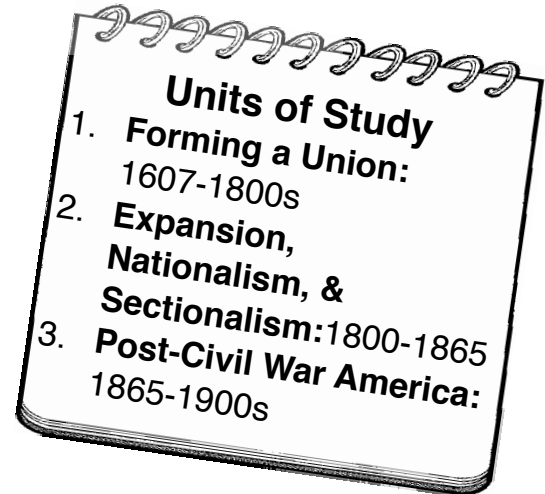 Units of Study
1. Forming a Union:
1607-1800s
2. Expansion,
Nationalism, &
Sectionalism:1800-1865
3. Post-Civil War America:
1865-1900s